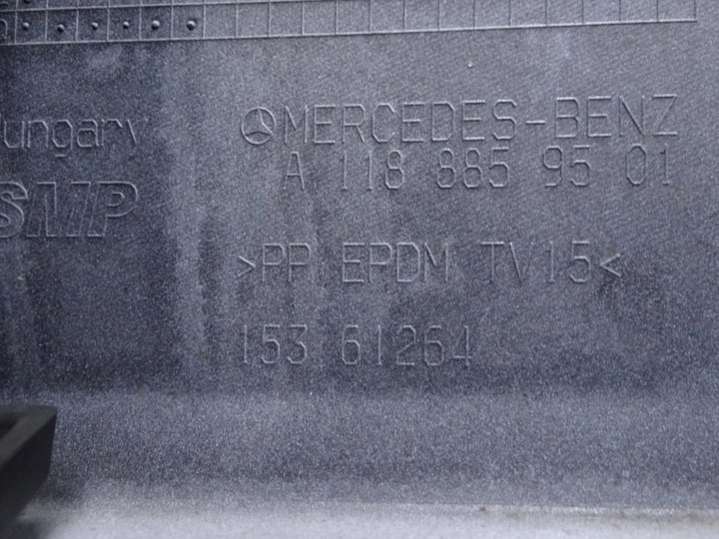 Hungary
SMP
MERCEDES-BENZ
A 118 885 95 01
>PP EPDM TV15<
153 61264